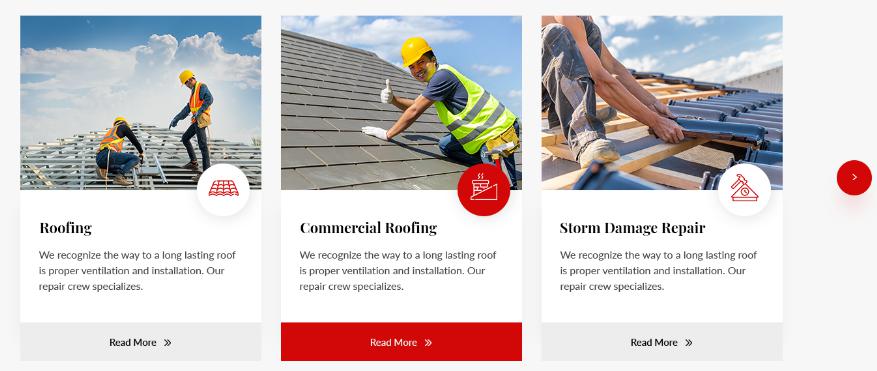 Roofing
We recognize the way to a long lasting roof
is proper ventilation and installation. Our
repair crew specializes.
Read More
Commercial Roofing
We recognize the way to a long lasting roof
is proper ventilation and installation. Our
repair crew specializes.
Read More
Storm Damage Repair
We recognize the way to a long lasting roof
is proper ventilation and installation. Our
repair crew specializes.
Read More